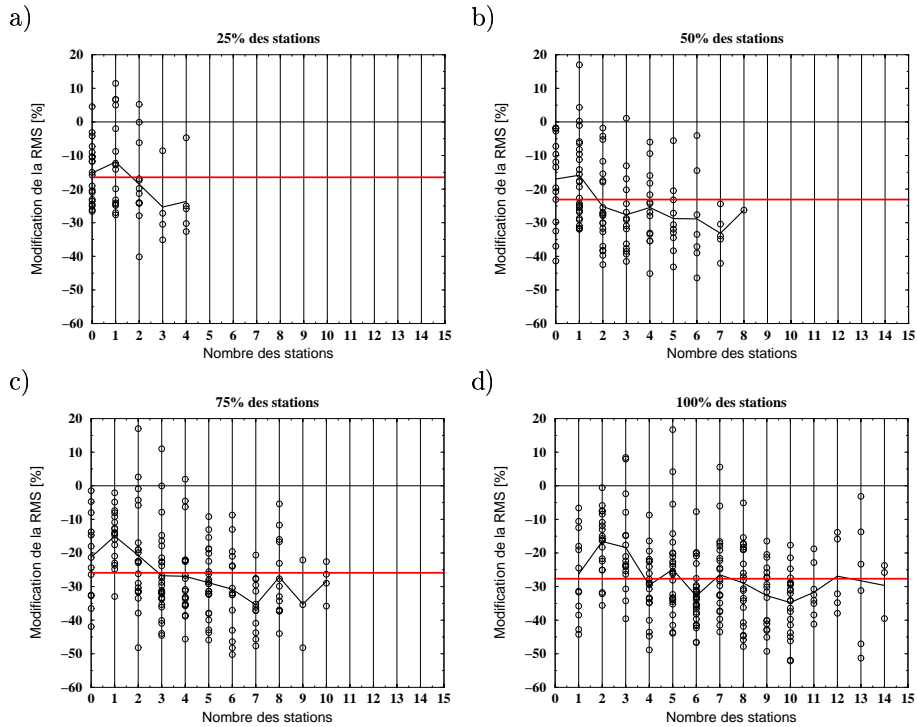 a)
25% des stations
Modification de la RMS [%]
20
10
0
−10
−20
−30
−40
−50
−60
0 1 2 3 4 5 6 7 8 9 10 11 12 13 14 15
Nombre des stations
b)
50% des stations
Modification de la RMS [%]
20
10
0
−10
−20
−30
−40
−50
−60
0 1 2 3 4 5 6 7 8 9 10 11 12 13 14 15
Nombre des stations
c)
75% des stations
Modification de la RMS [%]
20
10
0
−10
−20
−30
−40
−50
−60
0 1 2 3 4 5 6 7 8 9 10 11 12 13 14 15
Nombre des stations
d)
100% des stations
Modification de la RMS [%]
20
10
0
−10
−20
−30
−40
−50
−60
0 1 2 3 4 5 6 7 8 9 10 11 12 13 14 15
Nombre des stations